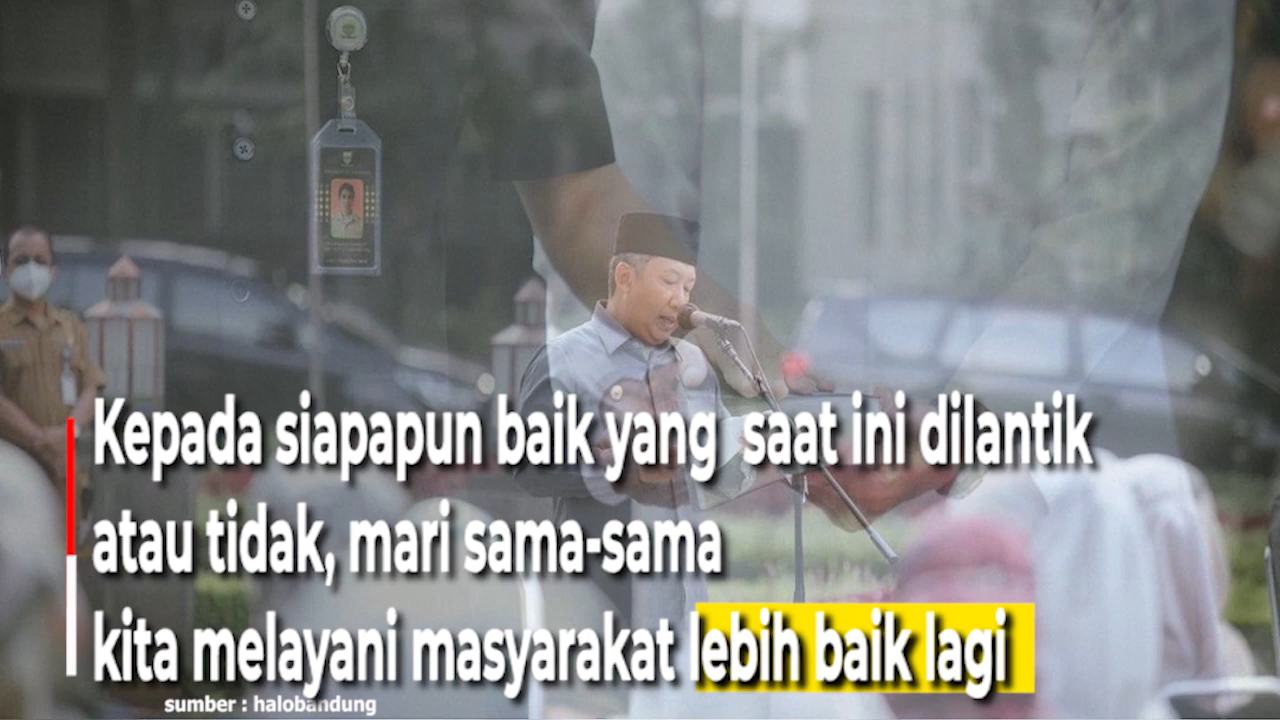 Kepada siapapun baik yang saat ini dilantik
atau tidak, mari sama-sama
kita melayani masyarakat lebih baik lagi
sumber : halobandung